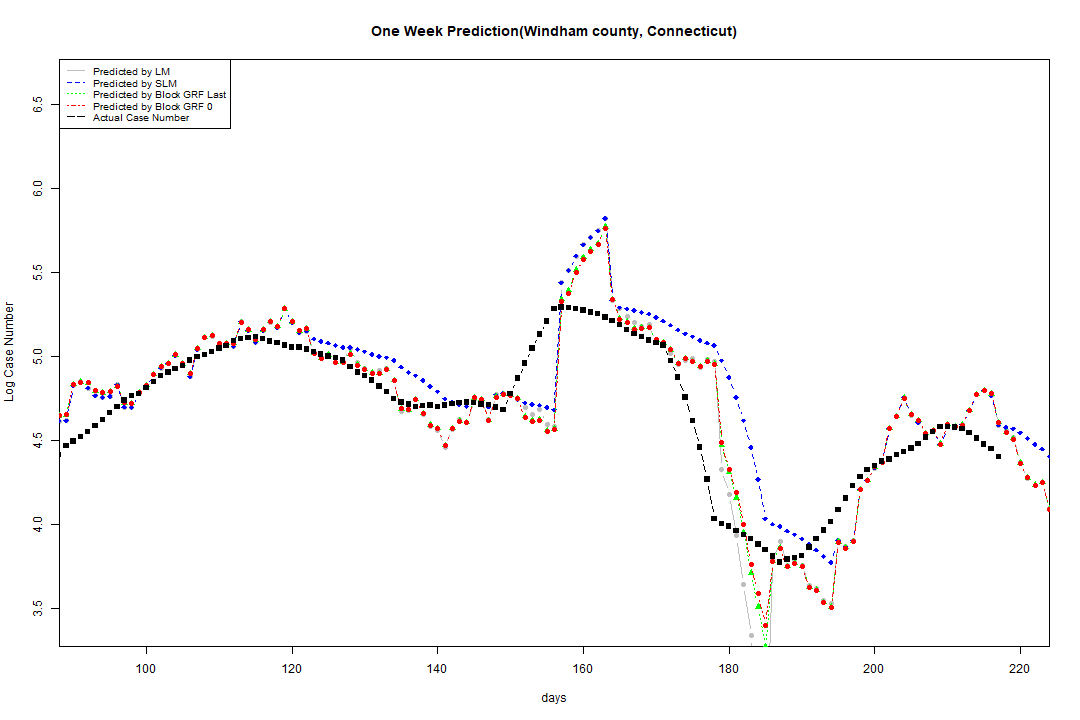 One Week Prediction(Windham county, Connecticut)
Predicted by LM
Predicted by SLM
Predicted by Block GRF Last
Predicted by Block GRF 0
Actual Case Number
Log Case Number
6.5
6.0
5.5
5.0
4.5
4.0
3.5
100 120 140 160 180 200 220
days